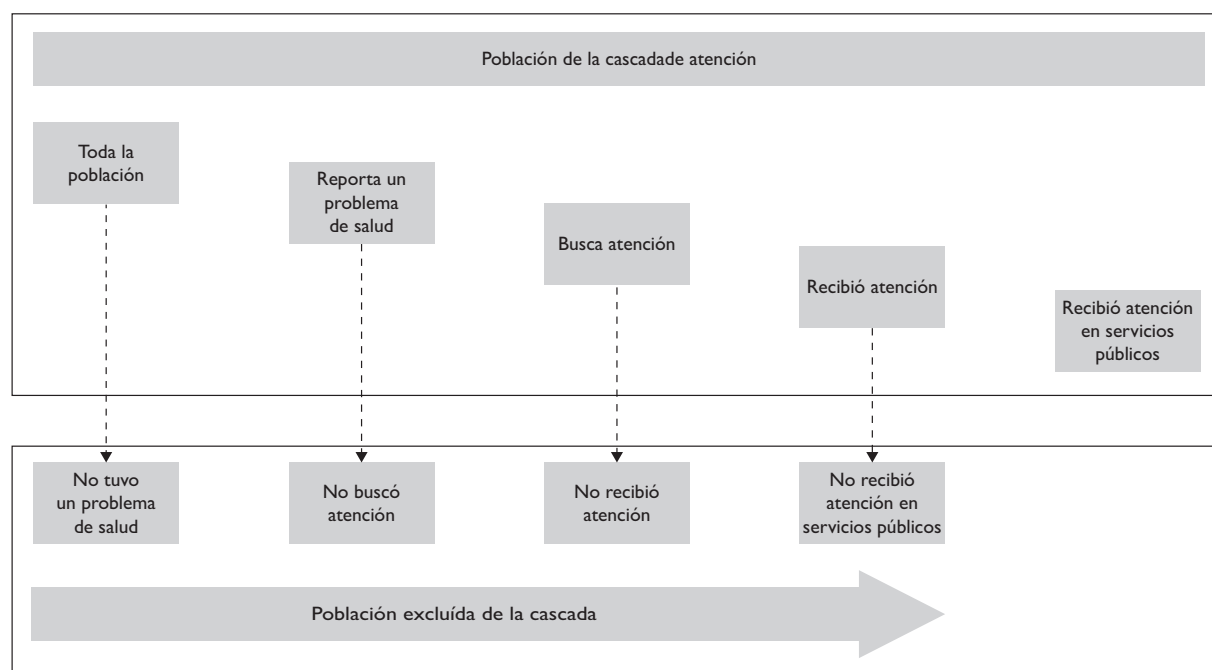 Población de la cascadade atención
Toda la
población
Reporta un
problema
de salud
Busca atención
Recibió atención
Recibió atención
en servicios
públicos
No tuvo
un problema
de salud
No buscó
atención
No recibió
atención
No recibió
atención en
servicios públicos
Población excluída de la cascada